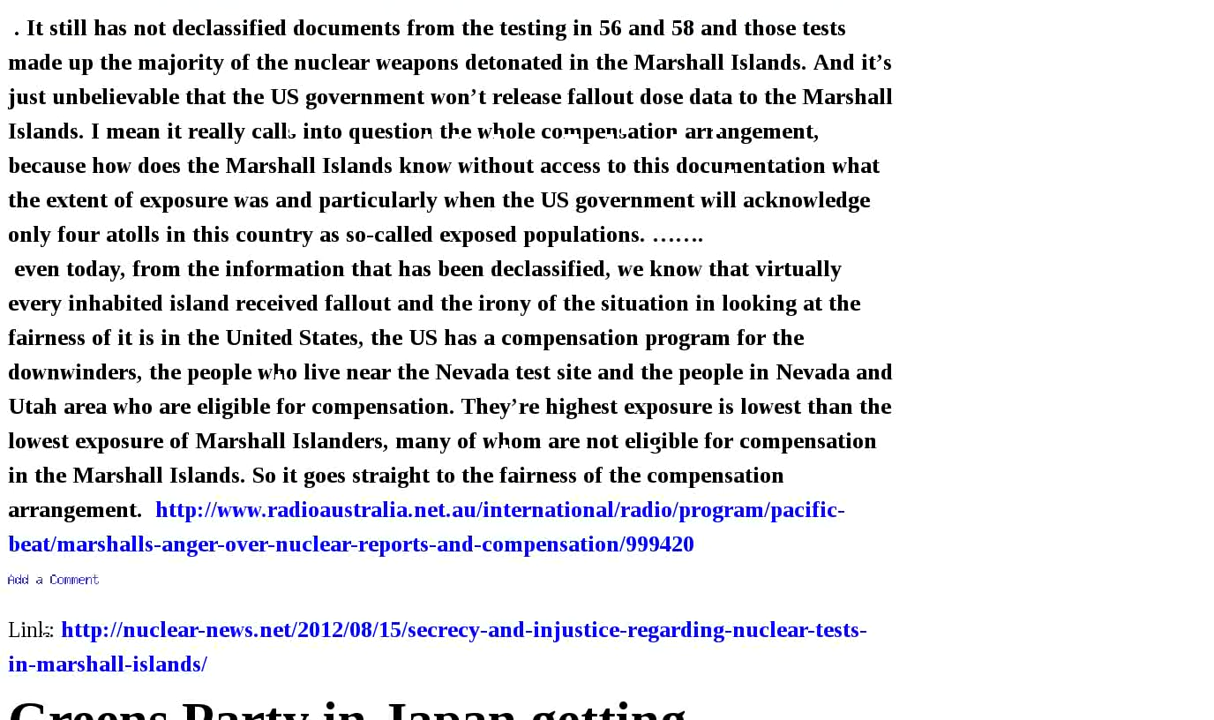 . It still has not declassified documents from the testing in 56 and 58 and those tests
made up the majority of the nuclear weapons detonated in the Marshall Islands. And it’s
just unbelievable that the US government won’t release fallout dose data to the Marshall
Islands. I mean it really calls into question the whole compensation arrangement,
because how does the Marshall Islands know without access to this documentation what
the extent of exposure was and particularly when the US government will acknowledge
only four atolls in this country as so-called exposed populations. …….
even today, from the information that has been declassified, we know that virtually
every inhabited island received fallout and the irony of the situation in looking at the
fairness of it is in the United States, the US has a compensation program for the
downwinders, the people who live near the Nevada test site and the people in Nevada and
Utah area who are eligible for compensation. They’re highest exposure is lowest than the
lowest exposure of Marshall Islanders, many of whom are not eligible for compensation
in the Marshall Islands. So it goes straight to the fairness of the compensation
arrangement. http://www.radioaustralia.net.au/international/radio/program/pacific-
beat/marshalls-anger-over-nuclear-reports-and-compensation/999420
Add a Comment
Link: http://nuclear-news.net/2012/08/15/secrecy-and-injustice-regarding-nuclear-tests-
in-marshall-islands/
Greens Party in Japan getting